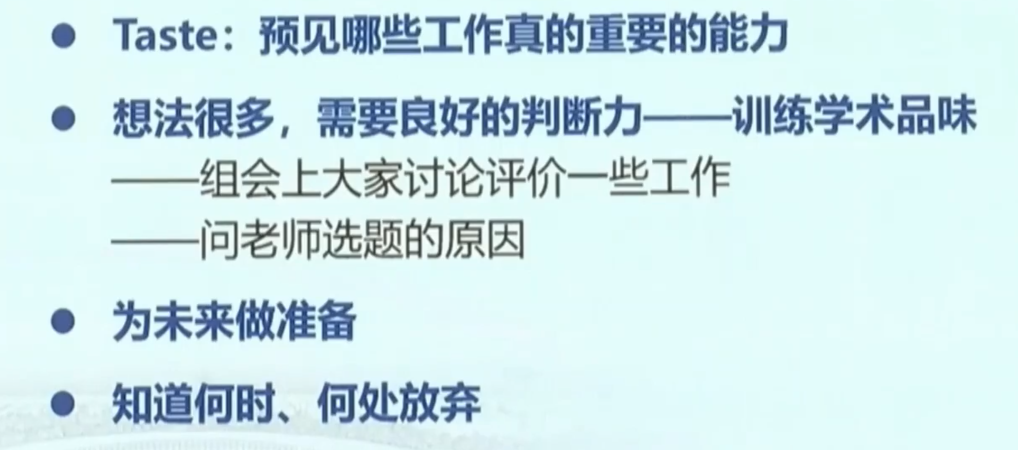 ● Taste：预见哪些工作真的重要的能力
● 想法很多，需要良好的判断力——训练学术品味
——组会上大家讨论评价一些工作
——问老师选题的原因
● 为未来做准备
● 知道何时、何处放弃